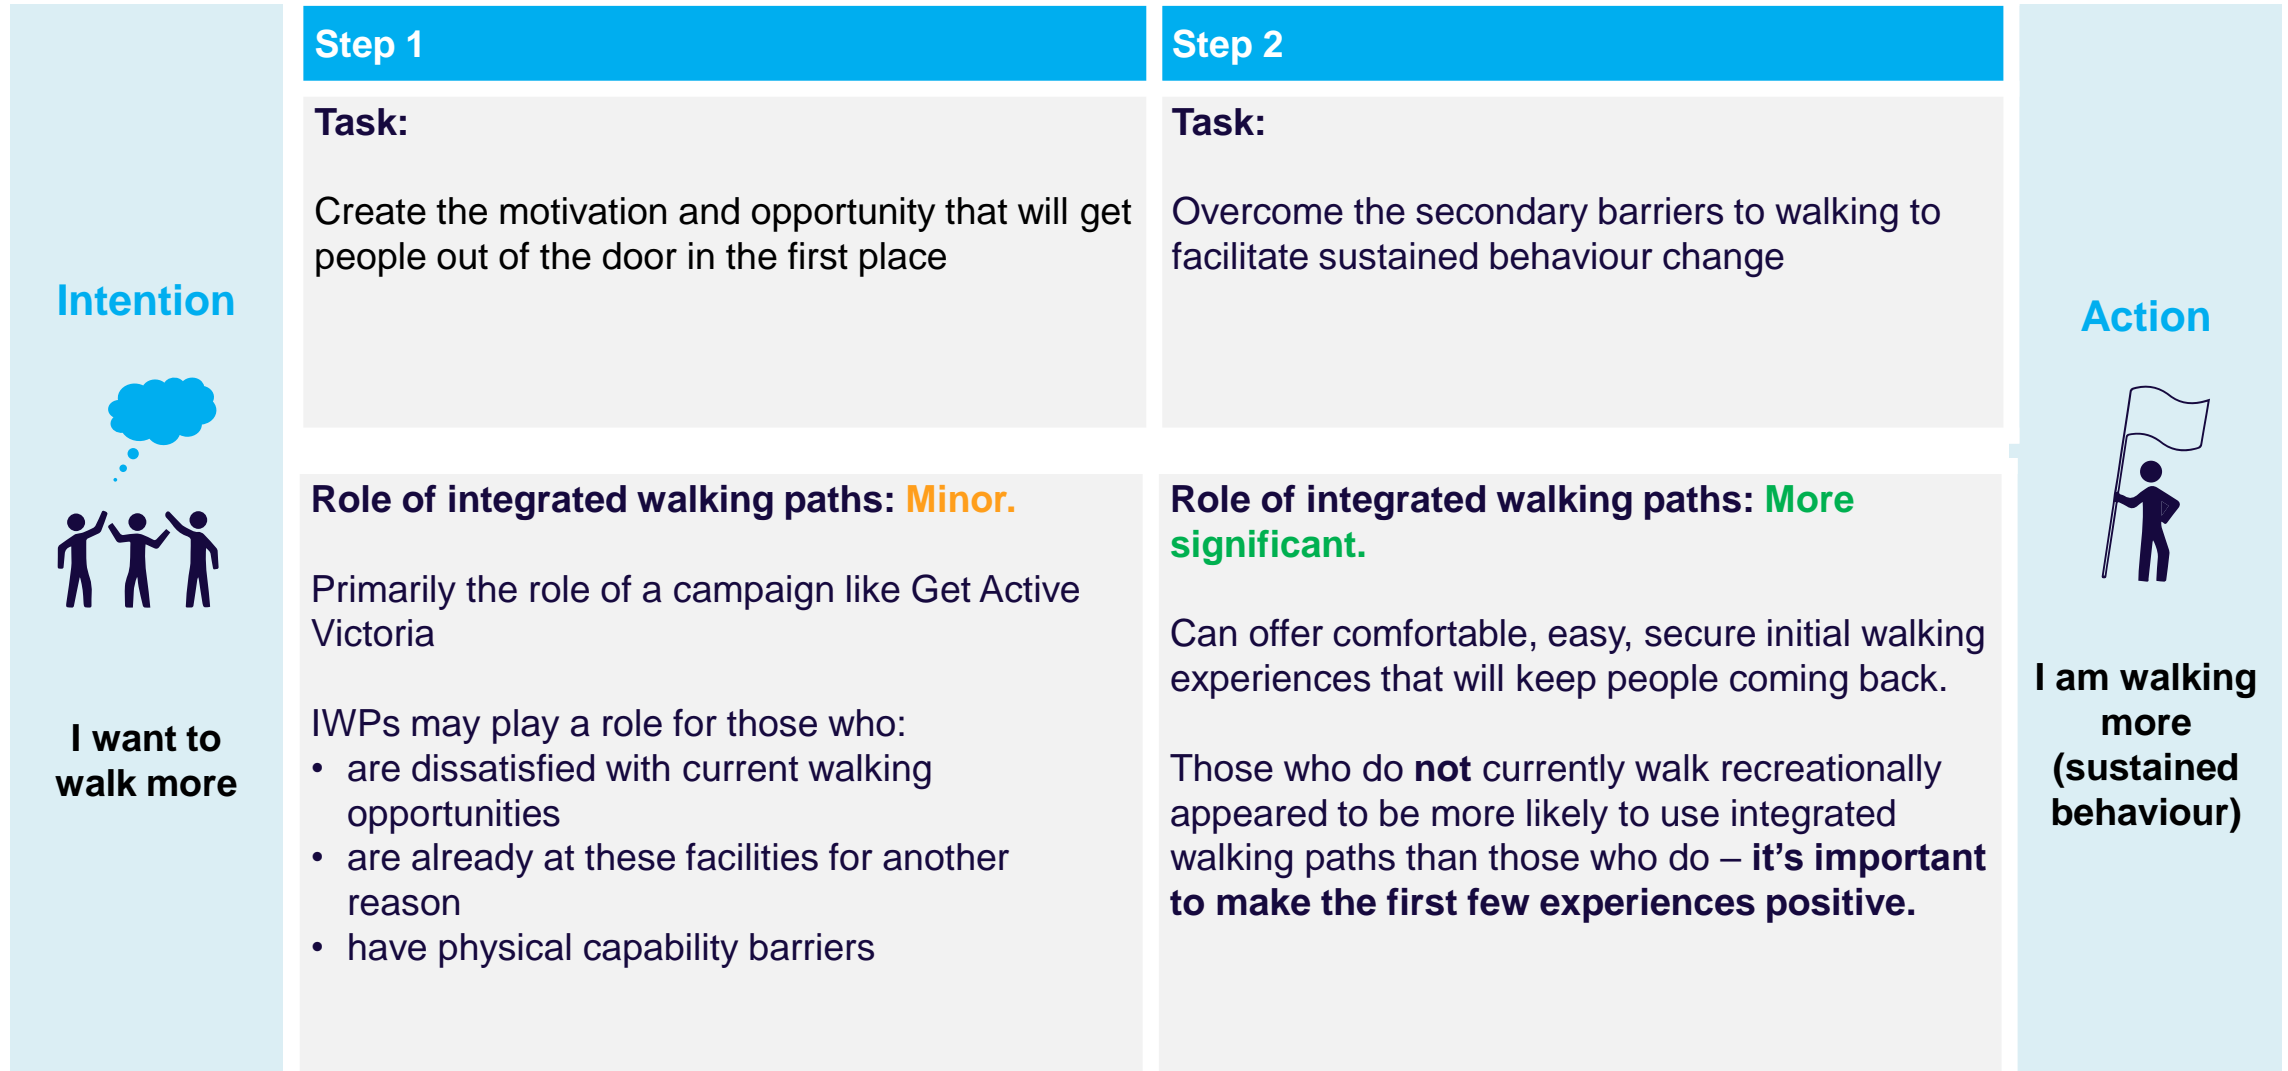 Intention
I want to
walk more
Step 1
Task:
Create the motivation and opportunity that will get
people out of the door in the first place
Role of integrated walking paths: Minor.
Primarily the role of a campaign like Get Active
Victoria
IWPs may play a role for those who:
• are dissatisfied with current walking
opportunities
• are already at these facilities for another
reason
• have physical capability barriers
Step 2
Task:
Overcome the secondary barriers to walking to
facilitate sustained behaviour change
Role of integrated walking paths: More
significant.
Can offer comfortable, easy, secure initial walking
experiences that will keep people coming back.
Those who do not currently walk recreationally
appeared to be more likely to use integrated
walking paths than those who do – it’s important
to make the first few experiences positive.
Action
I am walking
more
(sustained
behaviour)